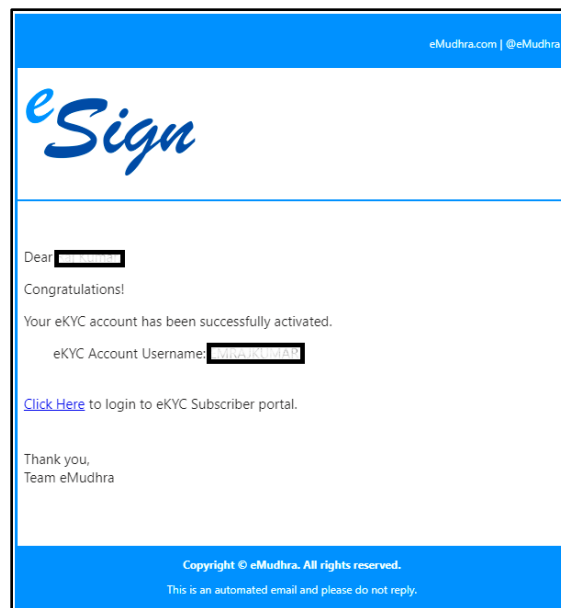 eMudhra.com | @eMudhra
eSign
Dear
Congratulations!
Your eKYC account has been successfully activated.
eKYC Account Username:
Click Here to login to eKYC Subscriber portal.
Thank you,
Team eMudhra
Copyright © eMudhra. All rights reserved.
This is an automated email and please do not reply.